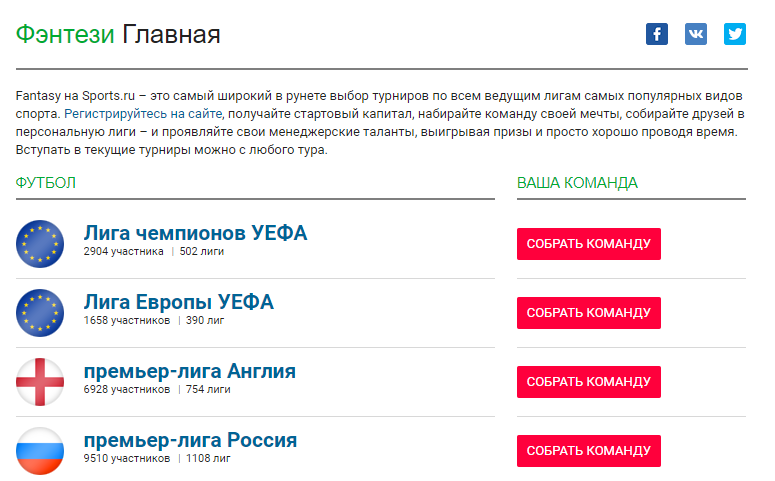 Фэнтези Главная
Fantasy на Sports.ru – это самый широкий в рунете выбор турниров по всем ведущим лигам самых популярных видов
спорта. Регистрируйтесь на сайте, получайте стартовый капитал, набирайте команду своей мечты, собирайте друзей в
персональную лиги – и проявляйте свои менеджерские таланты, выигрывая призы и просто хорошо проводя время.
Вступать в текущие турниры можно с любого тура.
ФУТБОЛ
ВАША КОМАНДА
Лига чемпионов УЕФА
2904 участника | 502 лиги
СОБРАТЬ КОМАНДУ
Лига Европы УЕФА
1658 участников | 390 лиг
СОБРАТЬ КОМАНДУ
премьер-лига Англия
6928 участников | 754 лиги
СОБРАТЬ КОМАНДУ
премьер-лига Россия
9510 участников | 1108 лиг
СОБРАТЬ КОМАНДУ